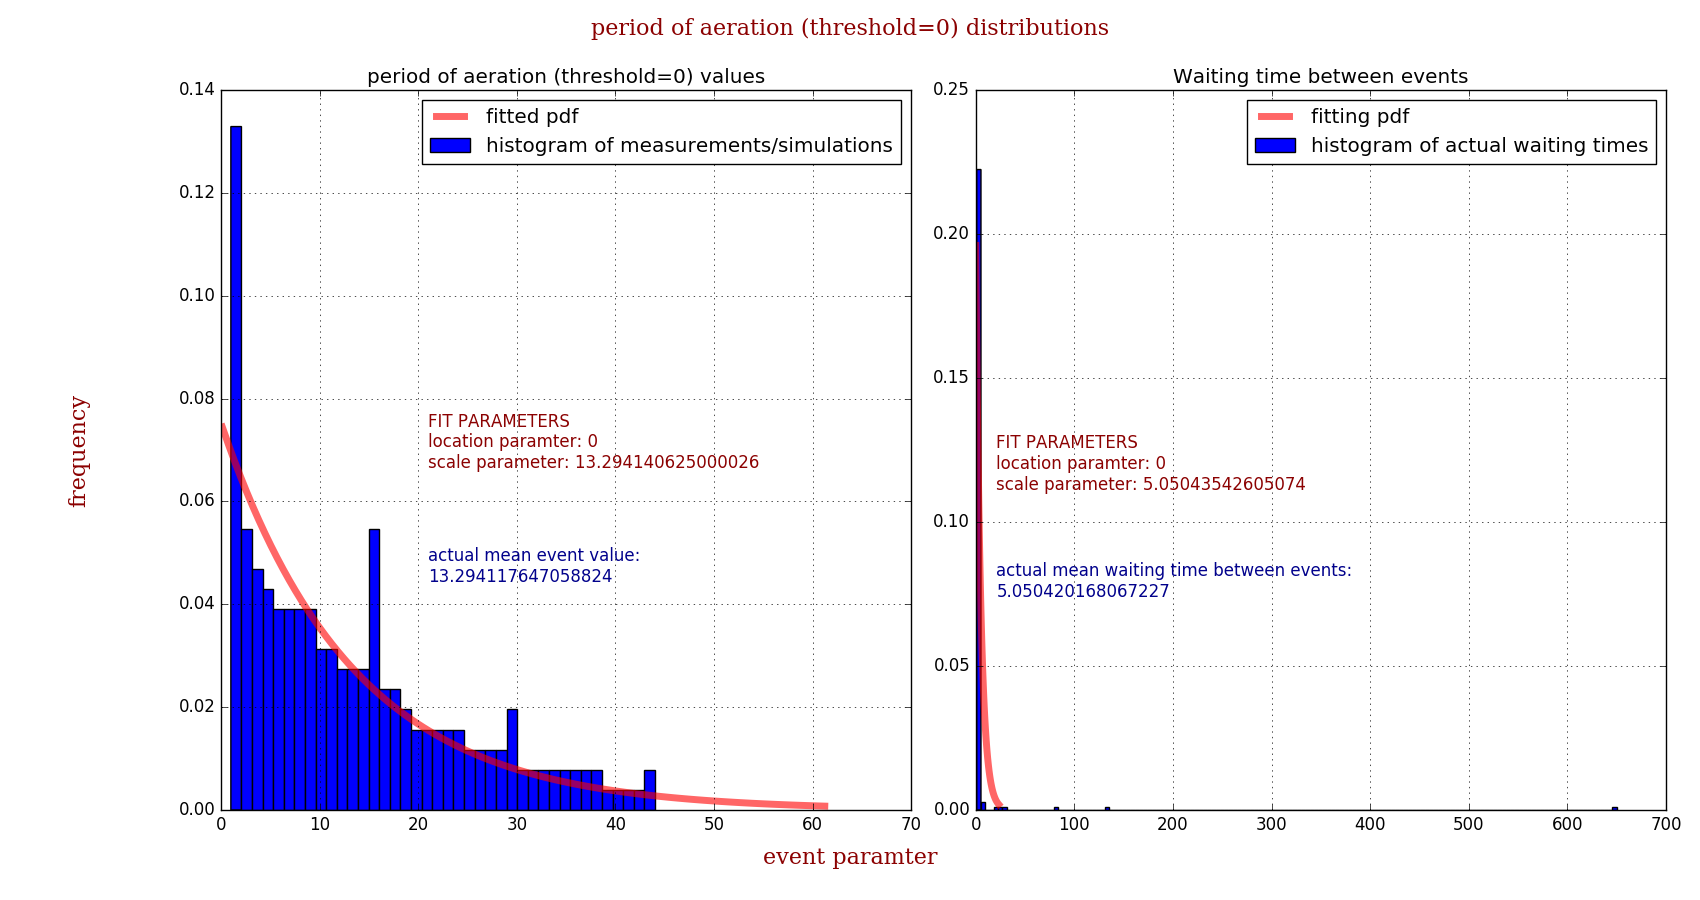 period of aeration (threshold=0) distributions
period of aeration (threshold=0) values
0.14
0.12
0.10
0.08
0.06
0.04
0.02
0.00
0 10 20 30 40 50 60 70
fitted pdf
histogram of measurements/simulations
FIT PARAMETERS
location paramter: 0
scale parameter: 13.294140625000026
actual mean event value:
13.294117647058824
frequency
Waiting time between events
0.25
0.20
0.15
0.10
0.05
0.00
0 100 200 300 400 500 600 700
fitting pdf
histogram of actual waiting times
FIT PARAMETERS
location paramter: 0
scale parameter: 5.05043542605074
actual mean waiting time between events:
5.050420168067227
event paramter